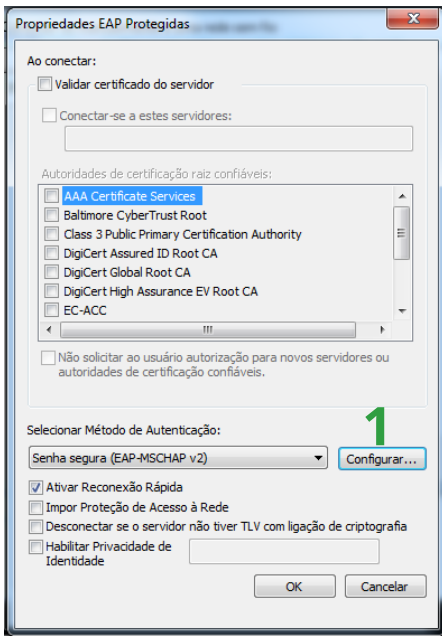 Propriedades EAP Protegidas
Ao conectar:
Validar certificado do servidor
Conectar-se a estes servidores:
Autoridades de certificação raiz confiáveis:
AAA Certificate Services
Baltimore CyberTrust Root
Class 3 Public Primary Certification Authority
DigiCert Assured ID Root CA
DigiCert Global Root CA
DigiCert High Assurance EV Root CA
EC-ACC
Não solicitar ao usuário autorização para novos servidores ou
autoridades de certificação confiáveis.
Selecionar Método de Autenticação:
1
Senha segura (EAP-MSCHAP v2) Configurar...
Ativar Reconexão Rápida
Impor Proteção de Acesso à Rede
Desconectar se o servidor não tiver TLV com ligação de criptografia
Habilitar Privacidade de
Identidade
OK Cancelar